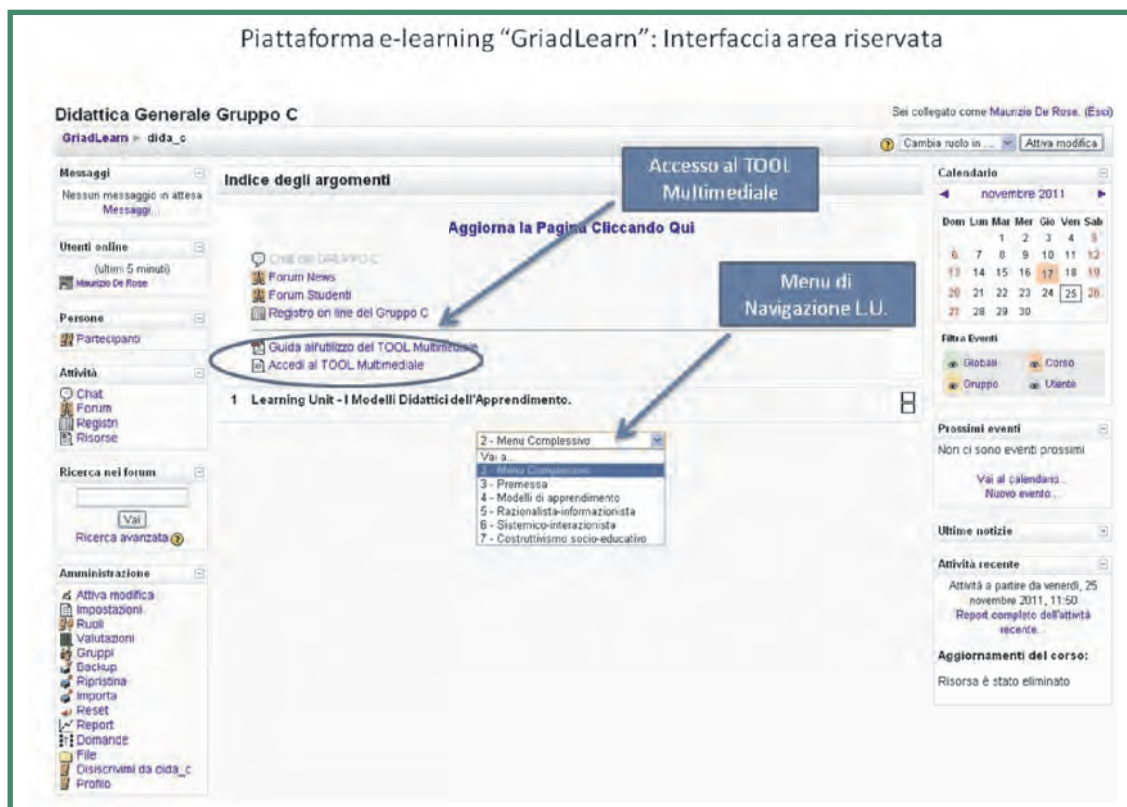 Piattaforma e-learning “GriadLearn”: Interfaccia area riservata
Didattica Generale Gruppo C
Sei collegato come Maurizio De Rose. (Esci)
GriadLearn ► dida_c
Cambia ruolo in ...
Attiva modifica
Messaggi
Nessun messaggio in attesa
Messaggi...
Utenti online
(ultimi 5 minuti)
Maurizio De Rose
Persone
Partecipanti
Attività
Chat
Forum
Registri
Risorse
Ricerca nei forum
Vai
Ricerca avanzata
Amministrazione
Attiva modifica
Impostazioni
Ruoli
Valutazioni
Gruppi
Backup
Ripristina
Importa
Reset
Report
Domande
File
Disiscrivimi da dida_c
Profilo
Indice degli argomenti
Accesso al TOOL
Multimediale
Aggiorna la Pagina Cliccando Qui
Chat del GRUPPO C
Forum News
Forum Studenti
Registro on line del Gruppo C
Menu di
Navigazione L.U.
Guida all'utilizzo del TOOL Multimediale
Accedi al TOOL Multimediale
1 Learning Unit - I Modelli Didattici dell'Apprendimento.
2 - Menu Complessivo
Vai a...
2 - Menu Complessivo
3 - Premessa
4 - Modelli di apprendimento
5 - Razionalista-informazionista
6 - Sistemico-interazionista
7 - Costruttivismo socio-educativo
Calendario
◄ novembre 2011 ►
Dom Lun Mar Mer Gio Ven Sab
1 2 3 4 5
6 7 8 9 10 11 12
13 14 15 16 17 18 19
20 21 22 23 24 25 26
27 28 29 30
Filtra Eventi
Globali Corso
Gruppo Utente
Prossimi eventi
Non ci sono eventi prossimi
Vai al calendario...
Nuovo evento...
Ultime notizie
Attività recente
Attività a partire da venerdì, 25
novembre 2011, 11:50
Report completo dell'attività
recente...
Aggiornamenti del corso:
Risorsa è stato eliminato